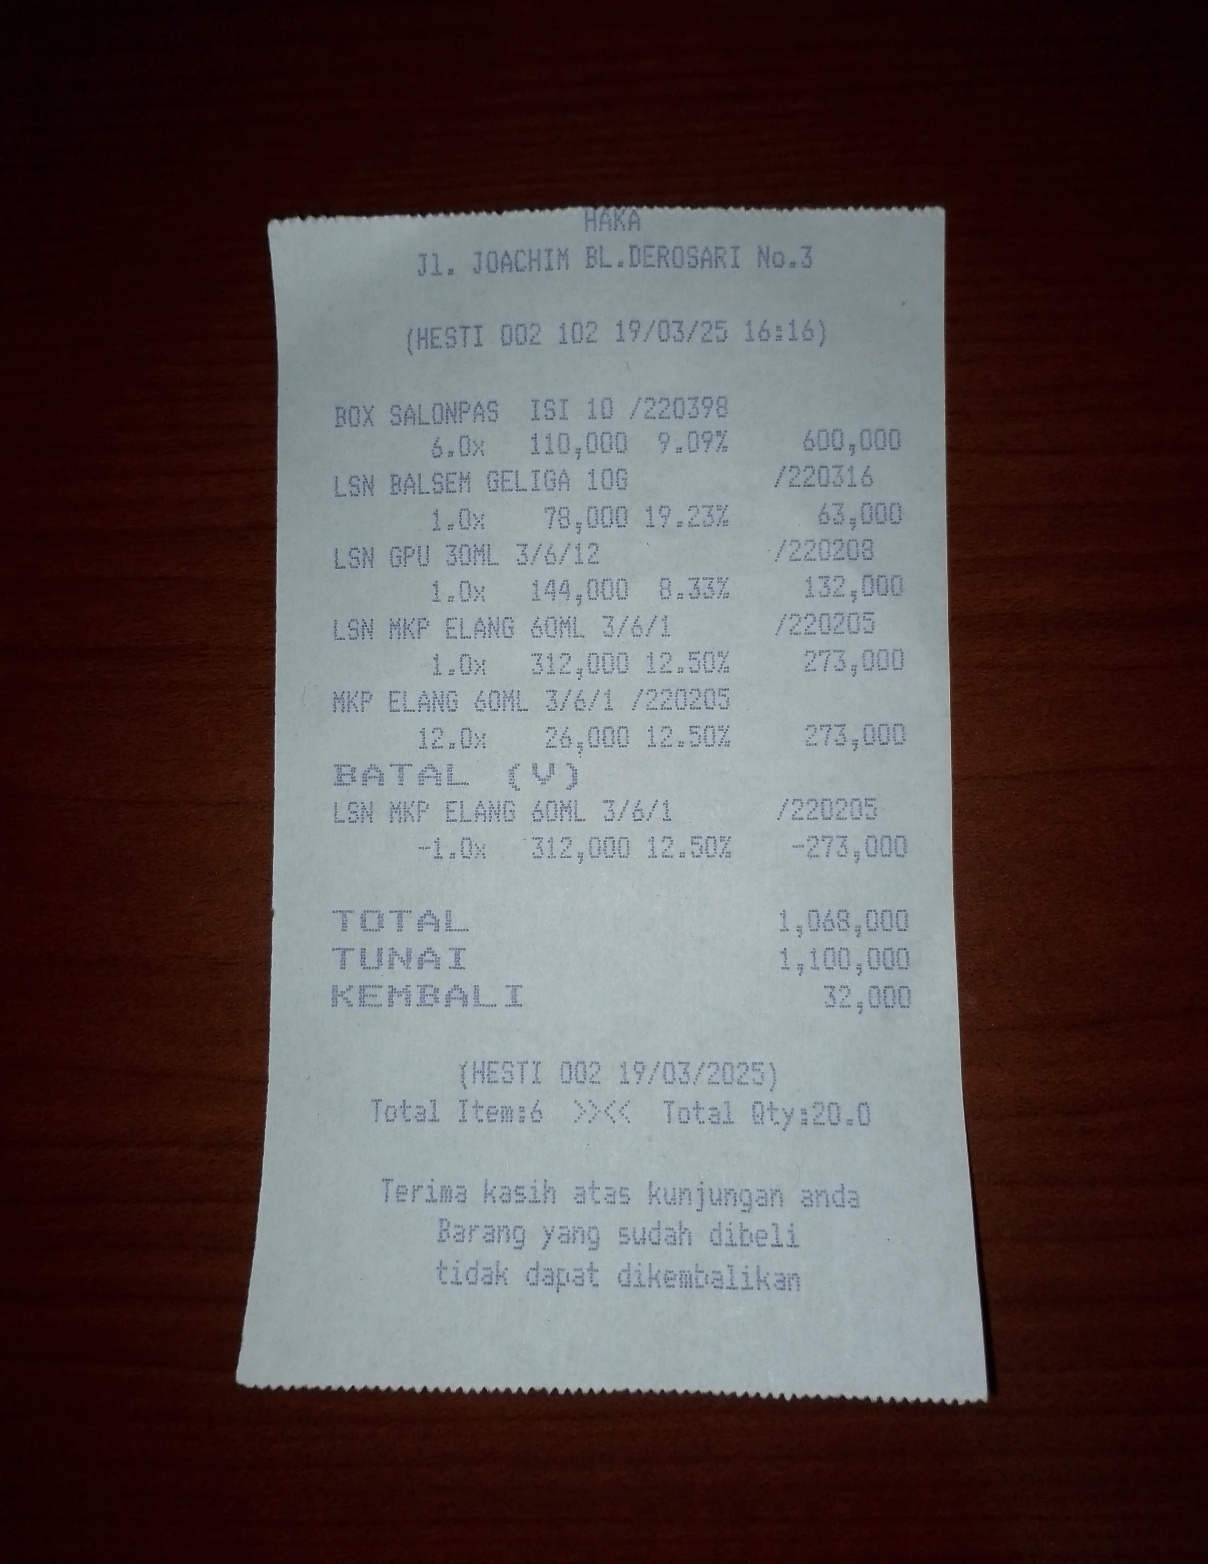 HAKA
Jl. JOACHIM BL.DEROSARI No.3
(HESTI 002 102 19/03/25 16:16)
BOX SALONPAS ISI 10 /220398
6.0x 110,000 9.09% 600,000
LSN BALSEM GELIGA 10G /220316
1.0x 78,000 19.23% 63,000
LSN GPU 30ML 3/6/12 /220208
1.0x 144,000 8.33% 132,000
LSN MKP ELANG 60ML 3/6/1 /220205
1.0x 312,000 12.50% 273,000
MKP ELANG 60ML 3/6/1 /220205
12.0x 26,000 12.50% 273,000
BATAL (V)
LSN MKP ELANG 60ML 3/6/1 /220205
-1.0x 312,000 12.50% -273,000
TOTAL 1,068,000
TUNAI 1,100,000
KEMBALI 32,000
(HESTI 002 19/03/2025)
Total Item:6 >><< Total Qty:20.0
Terima kasih atas kunjungan anda
Barang yang sudah dibeli
tidak dapat dikembalikan